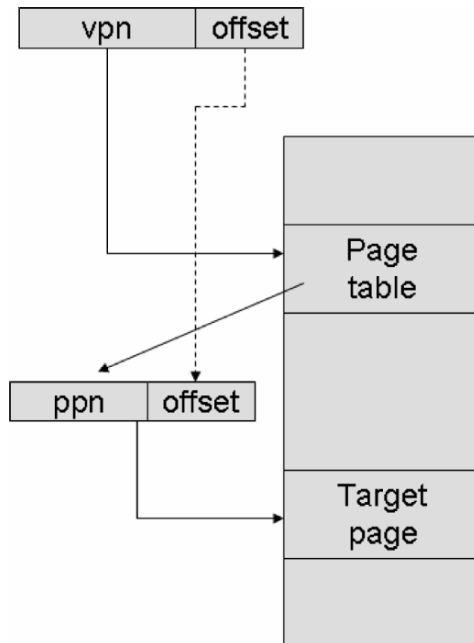 vpn offset
Page
table
ppn offset
Target
page